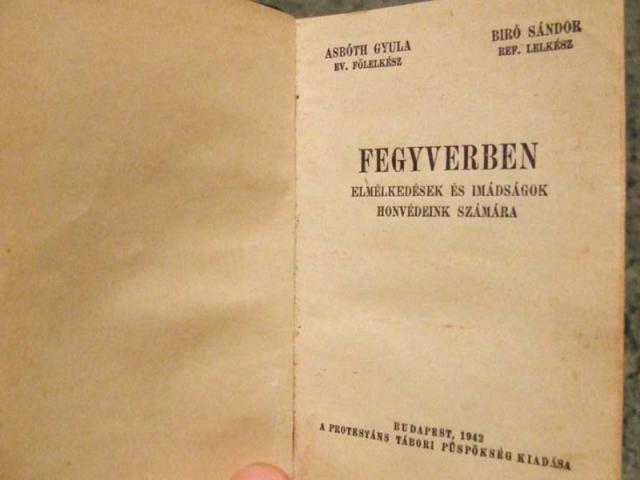 ASBÓTH GYULA
EV. FŐLELKÉSZ
BIRÓ SÁNDOR
REF. LELKÉSZ
FEGYVERBEN
ELMÉLKEDÉSEK ÉS IMÁDSÁGOK
HONVÉDEINK SZÁMÁRA
BUDAPEST, 1942
A PROTESTÁNS TÁBORI PÜSPÖKSÉG KIADÁSA